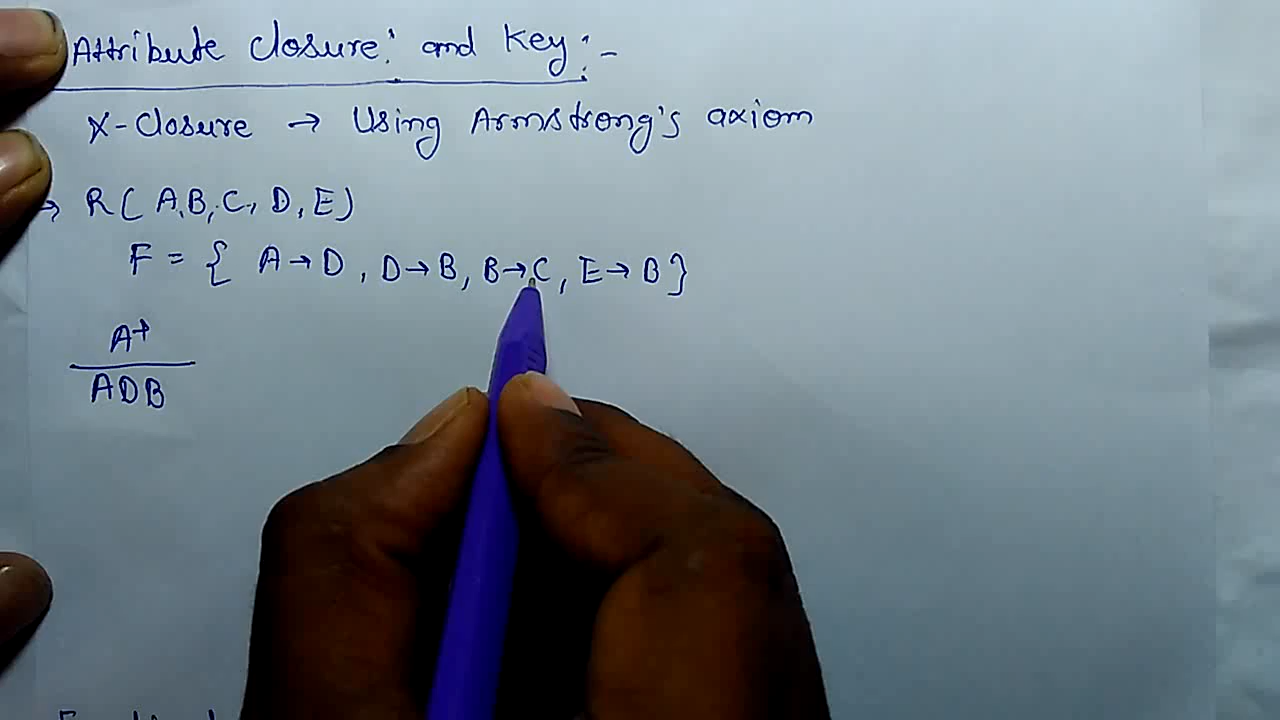 Attribute closure: and Key:-
X-closure → Using Armstrong's axiom
→ R( A, B, C, D, E)
F = { A→D, D→B, B→C, E→B}
A+
ADB